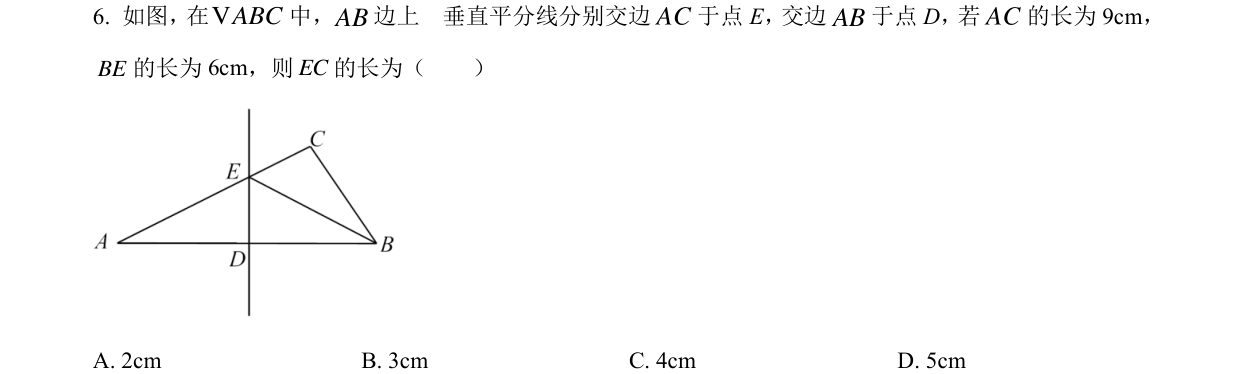 6. 如图，在VABC 中，AB边上 垂直平分线分别交边 AC 于点 E，交边 AB 于点 D，若 AC 的长为 9cm，
BE 的长为 6cm，则 EC 的长为（ ）
C
E
A
B
D
A. 2cm B. 3cm C. 4cm D. 5cm